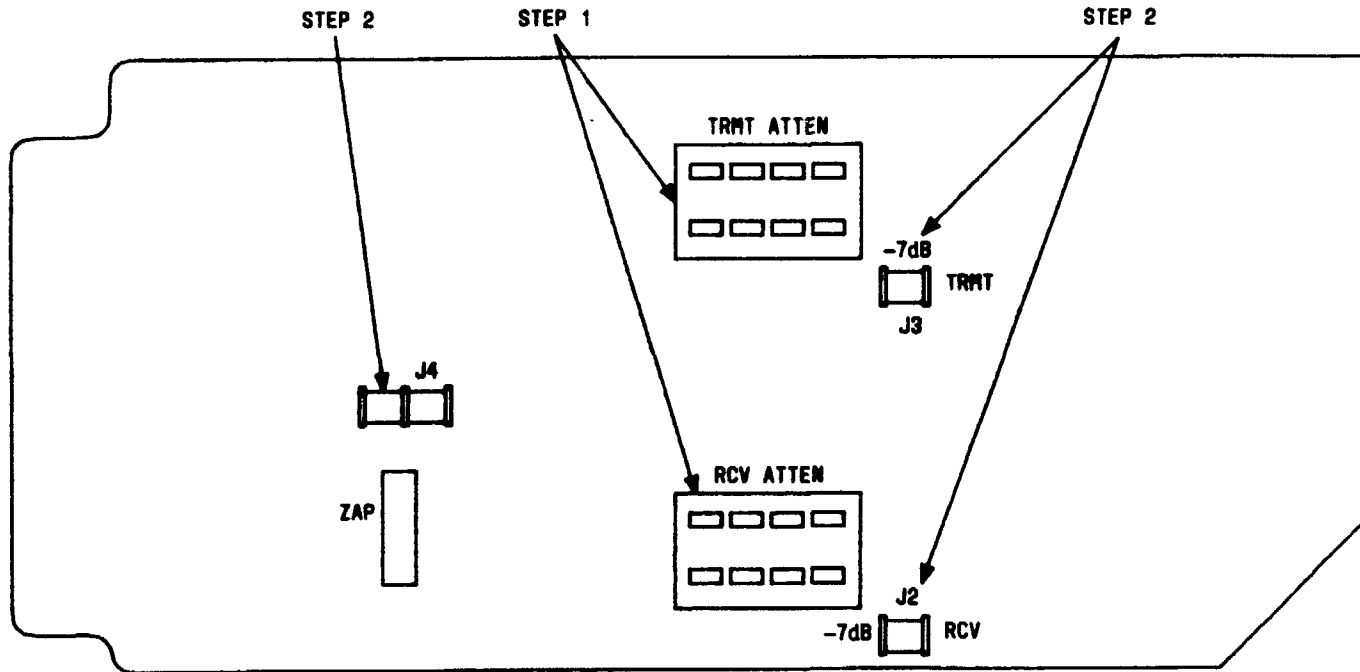 STEP 2
STEP 1
STEP 2
TRMT ATTEN
-7dB
TRMT
J3
J4
RCV ATTEN
ZAP
J2
-7dB
RCV